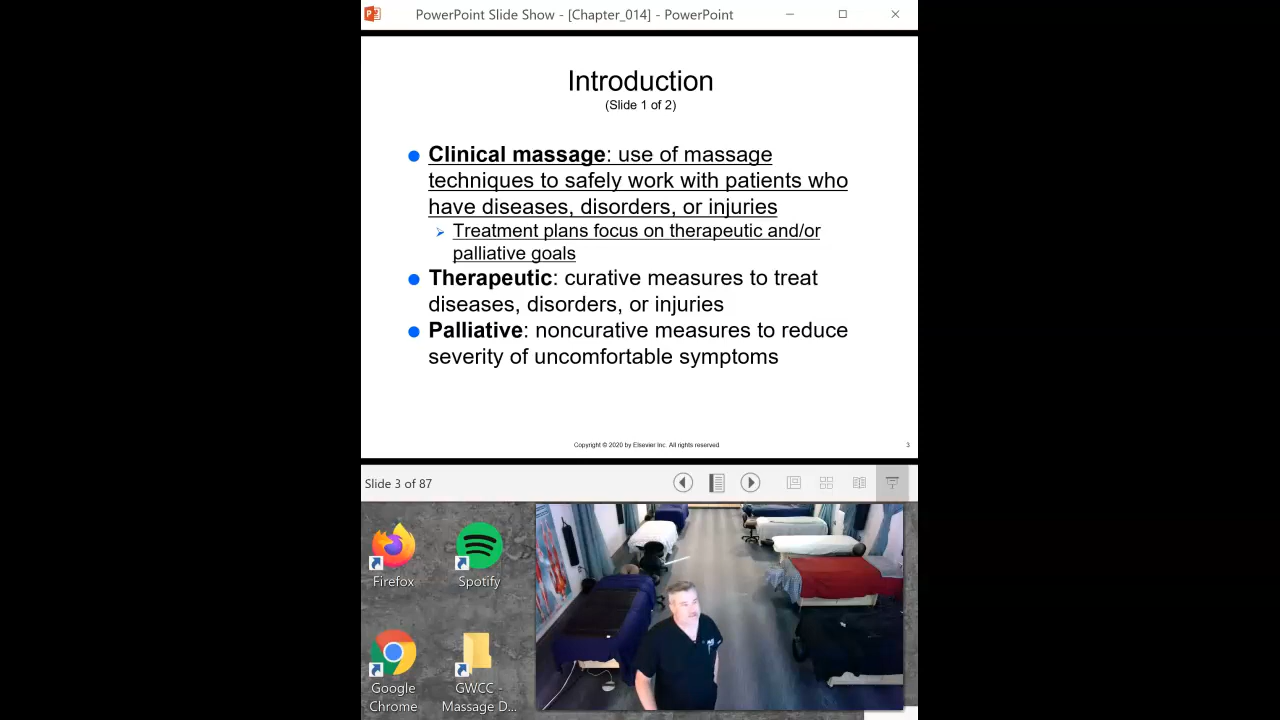 PowerPoint Slide Show - [Chapter_014] - PowerPoint
Introduction
(Slide 1 of 2)
Clinical massage: use of massage
techniques to safely work with patients who
have diseases, disorders, or injuries
Treatment plans focus on therapeutic and/or
palliative goals
Therapeutic: curative measures to treat
diseases, disorders, or injuries
Palliative: noncurative measures to reduce
severity of uncomfortable symptoms
Copyright © 2020 by Elsevier Inc. All rights reserved.
3
Slide 3 of 87
Firefox
Spotify
Google
Chrome
GWCC -
Massage D...